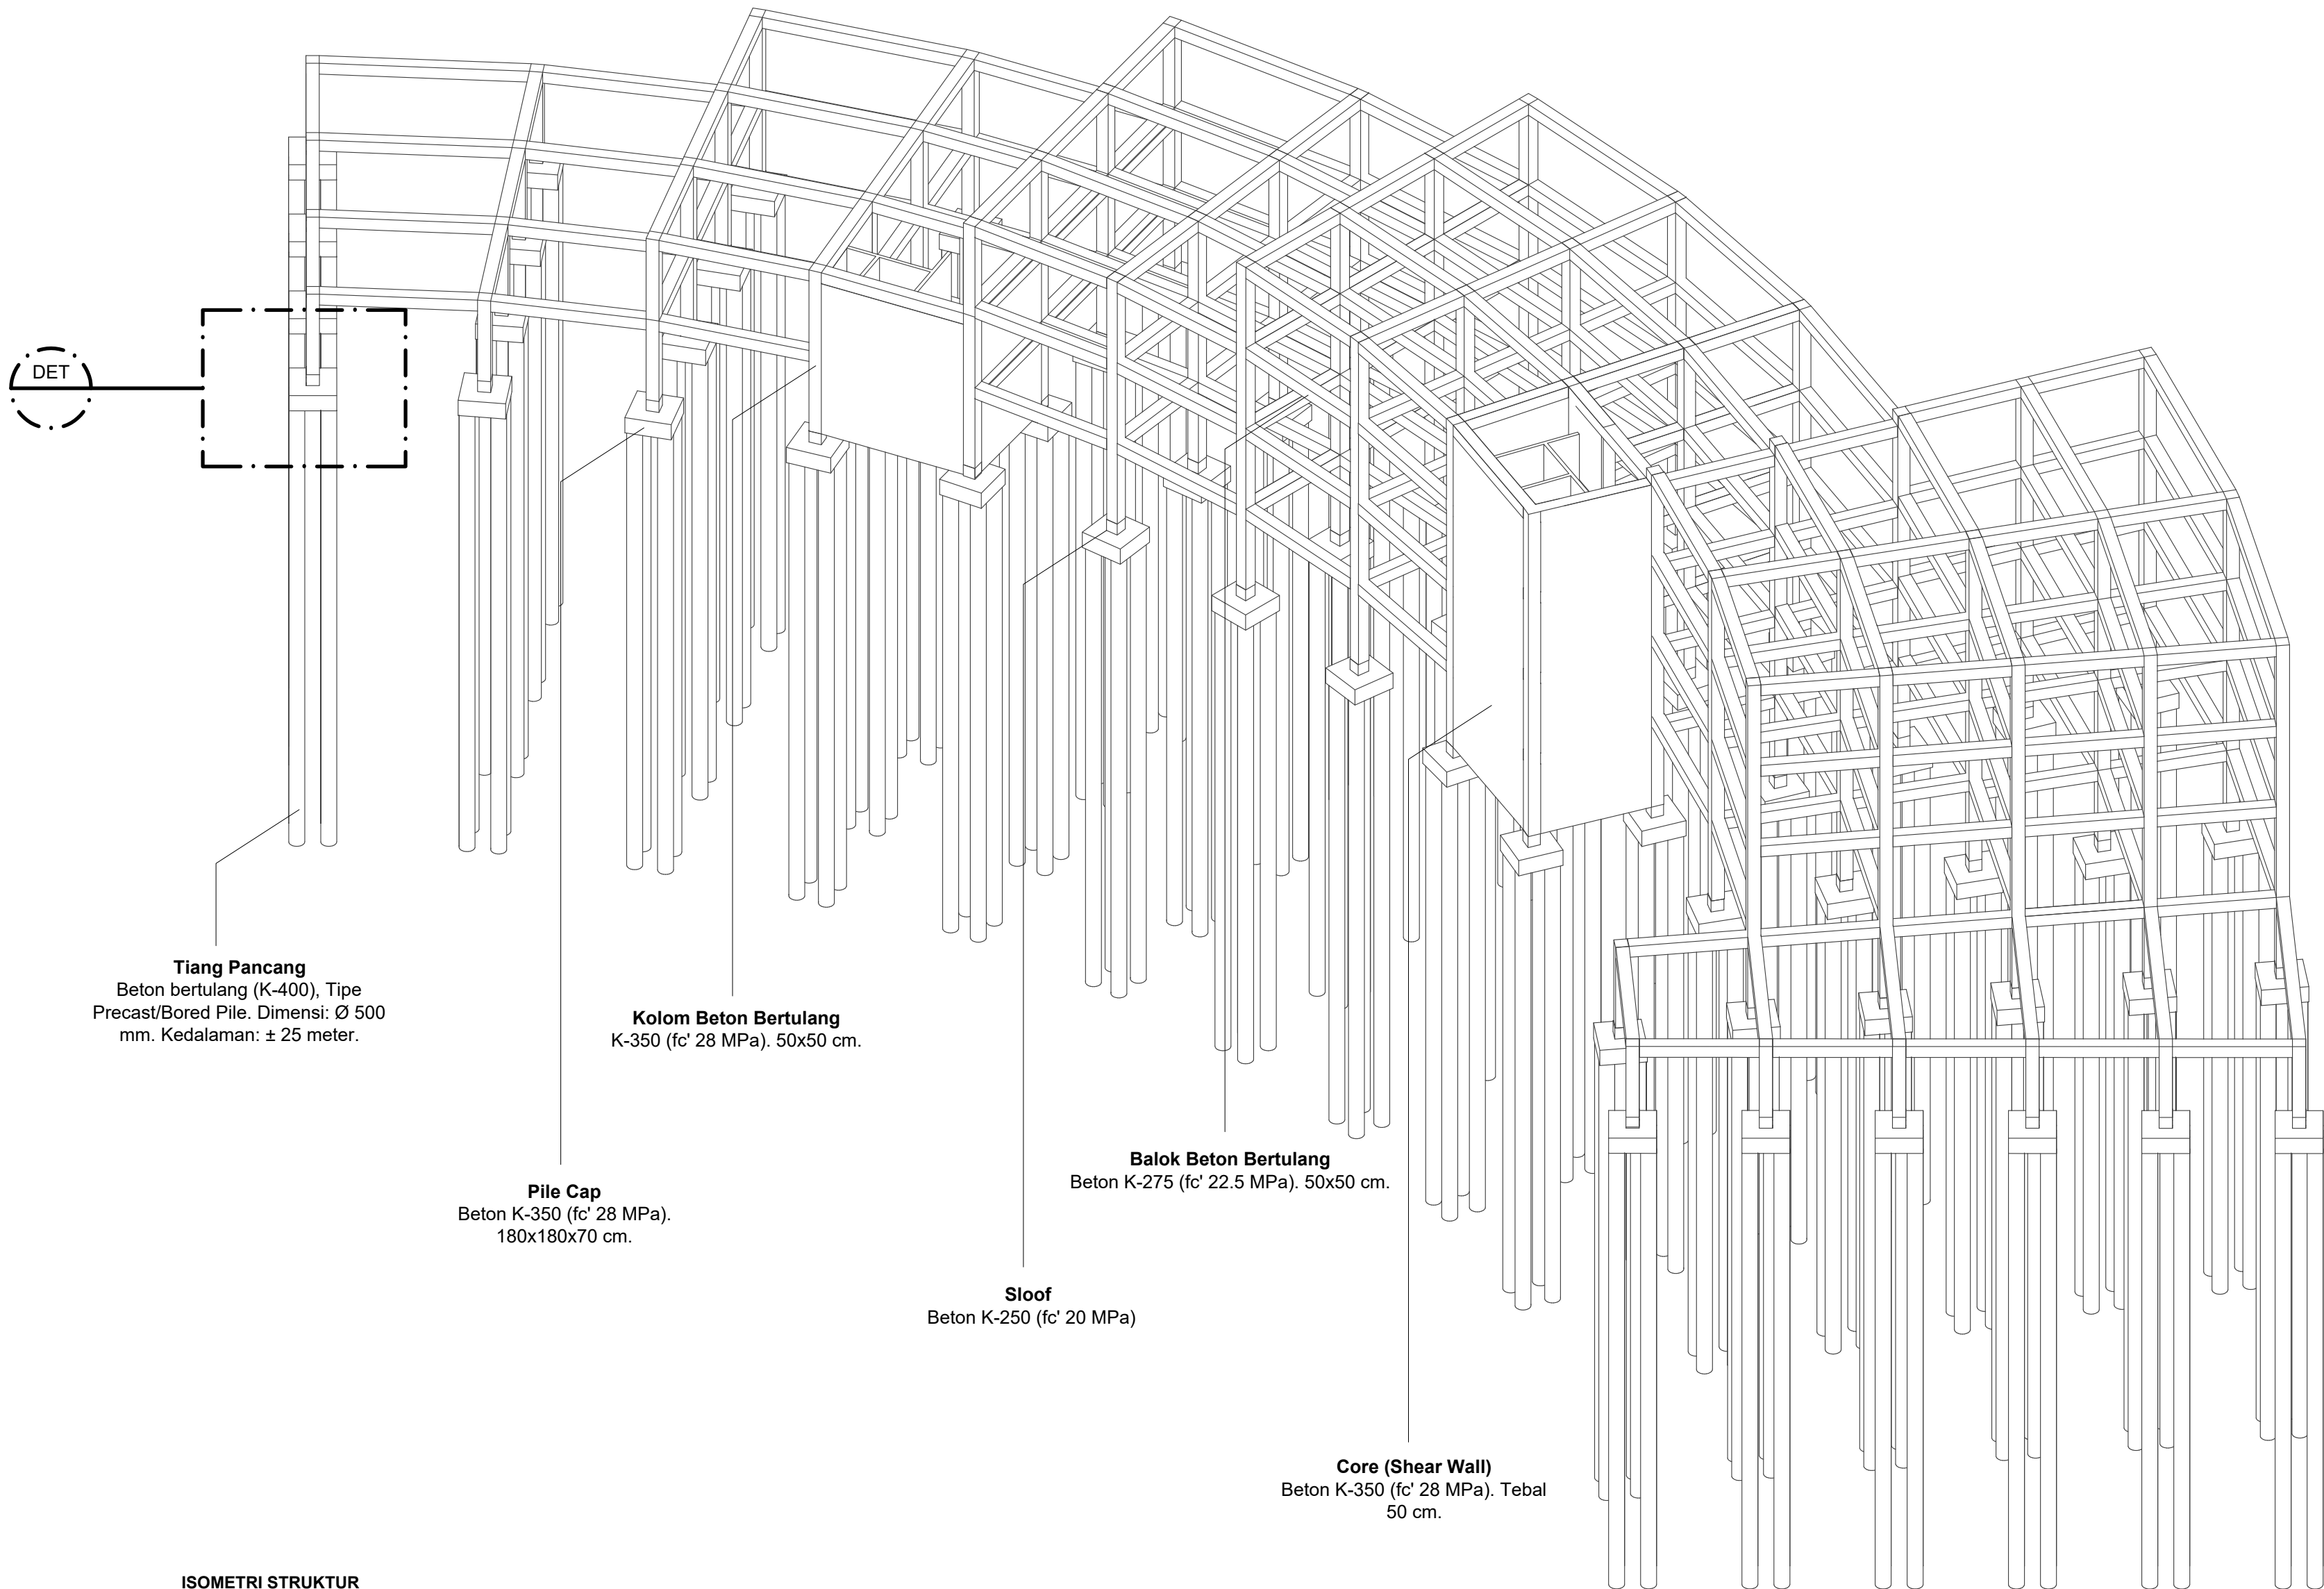 DET
Tiang Pancang
Beton bertulang (K-400), Tipe
Precast/Bored Pile. Dimensi: Ø 500
mm. Kedalaman: ± 25 meter.
Kolom Beton Bertulang
K-350 (fc' 28 MPa). 50x50 cm.
Pile Cap
Beton K-350 (fc' 28 MPa).
180x180x70 cm.
Balok Beton Bertulang
Beton K-275 (fc' 22.5 MPa). 50x50 cm.
Sloof
Beton K-250 (fc' 20 MPa)
Core (Shear Wall)
Beton K-350 (fc' 28 MPa). Tebal
50 cm.
ISOMETRI STRUKTUR